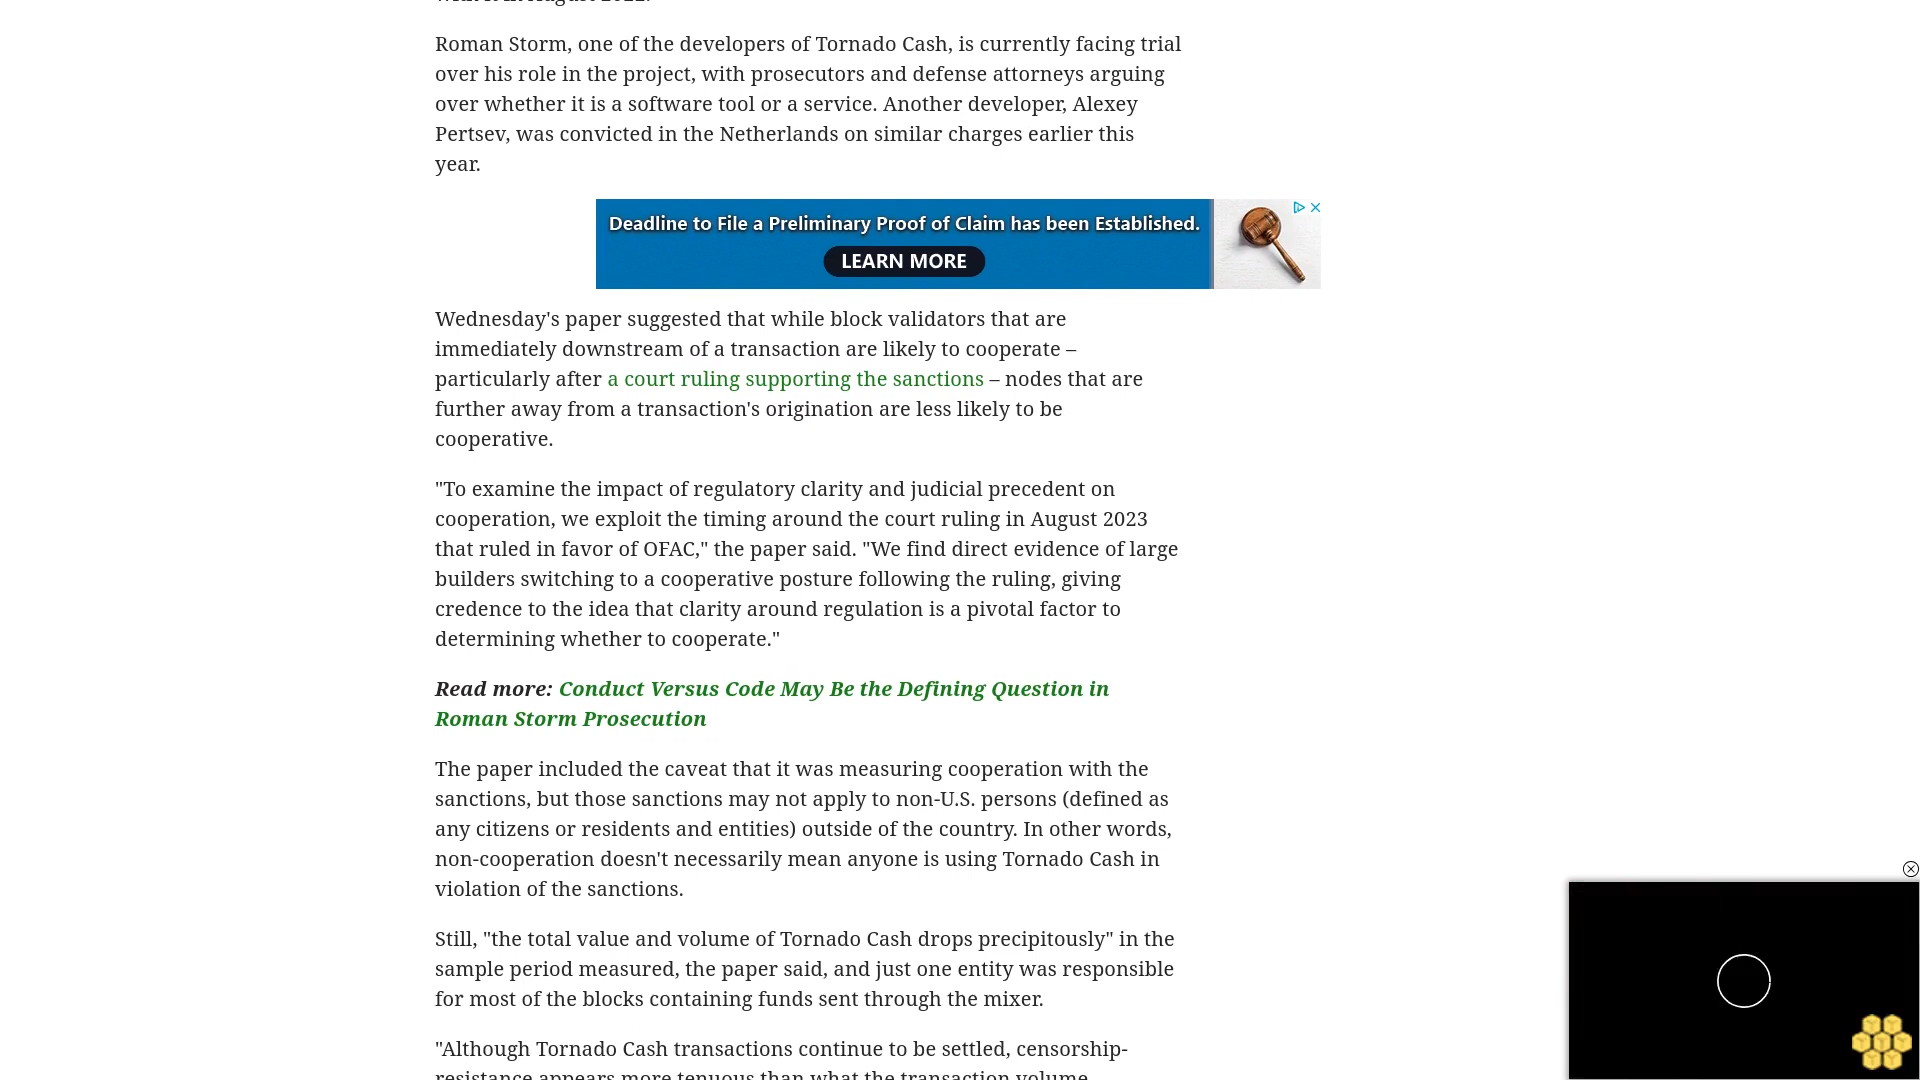 Roman Storm, one of the developers of Tornado Cash, is currently facing trial
over his role in the project, with prosecutors and defense attorneys arguing
over whether it is a software tool or a service. Another developer, Alexey
Pertsev, was convicted in the Netherlands on similar charges earlier this
year.
Deadline to File a Preliminary Proof of Claim has been Established.
LEARN MORE
Wednesday's paper suggested that while block validators that are
immediately downstream of a transaction are likely to cooperate –
particularly after a court ruling supporting the sanctions – nodes that are
further away from a transaction's origination are less likely to be
cooperative.
"To examine the impact of regulatory clarity and judicial precedent on
cooperation, we exploit the timing around the court ruling in August 2023
that ruled in favor of OFAC," the paper said. "We find direct evidence of large
builders switching to a cooperative posture following the ruling, giving
credence to the idea that clarity around regulation is a pivotal factor to
determining whether to cooperate."
Read more: Conduct Versus Code May Be the Defining Question in
Roman Storm Prosecution
The paper included the caveat that it was measuring cooperation with the
sanctions, but those sanctions may not apply to non-U.S. persons (defined as
any citizens or residents and entities) outside of the country. In other words,
non-cooperation doesn't necessarily mean anyone is using Tornado Cash in
violation of the sanctions.
Still, "the total value and volume of Tornado Cash drops precipitously" in the
sample period measured, the paper said, and just one entity was responsible
for most of the blocks containing funds sent through the mixer.
"Although Tornado Cash transactions continue to be settled, censorship-
resistance appears more tenuous than what the transaction volume